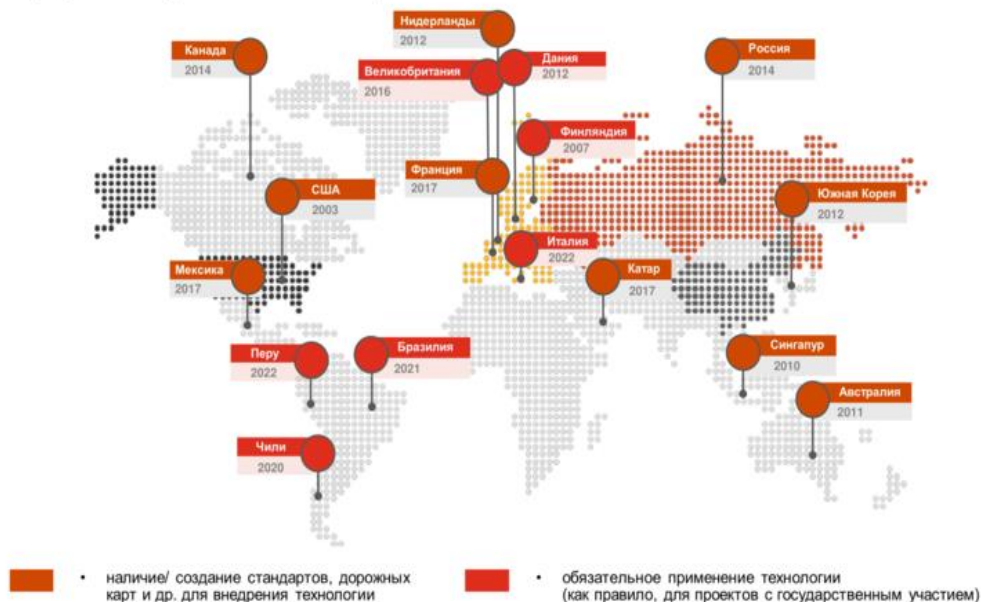 Нидерланды
2012
Канада
2014
Великобритания
2016
Дания
2012
Россия
2014
Финляндия
2007
Франция
2017
США
2003
Южная Корея
2012
Италия
2022
Мексика
2017
Катар
2017
Перу
2022
Бразилия
2021
Сингапур
2010
Австралия
2011
Чили
2020
• наличие/ создание стандартов, дорожных
карт и др. для внедрения технологии
• обязательное применение технологии
(как правило, для проектов с государственным участием)